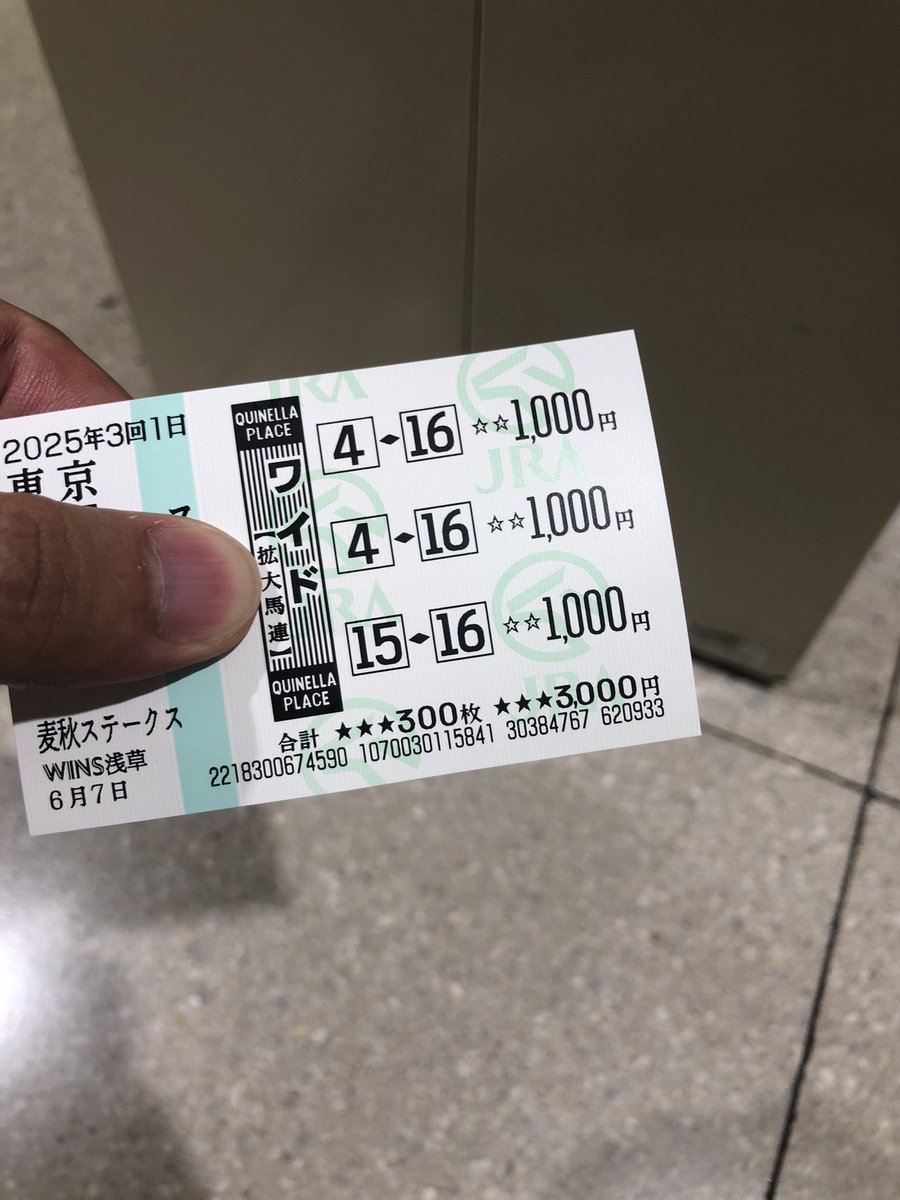 2025年3回1日
東京
ス
麦秋ステークス
WINS浅草
6月7日
QUINELLA
PLACE
ワイド
【拡大馬連】
QUINELLA
PLACE
4-16 ☆☆1,000円
4-16 ☆☆1,000円
15-16 ☆☆1,000円
合計 ★★★300枚 ★★★3,000円
2218300674590 1070030115841 30384767 620933
JRA
JRA
JRA
JRA